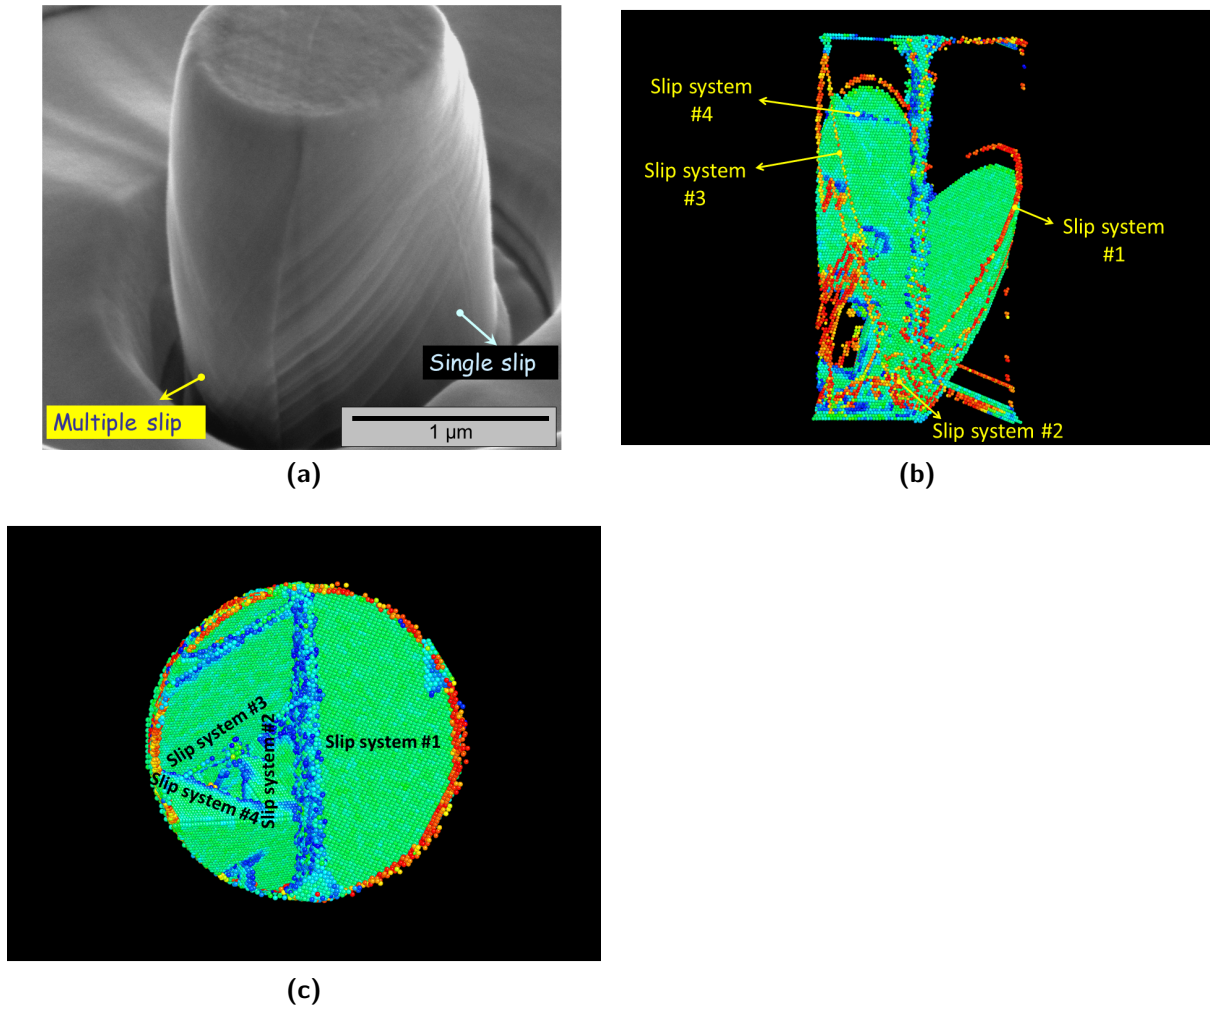 Single slip
Multiple slip
1 µm
(a)
Slip system
#4
Slip system
#3
Slip system
#1
Slip system #2
(b)
Slip system #3
Slip system #2
Slip system #1
Slip system #4
(c)